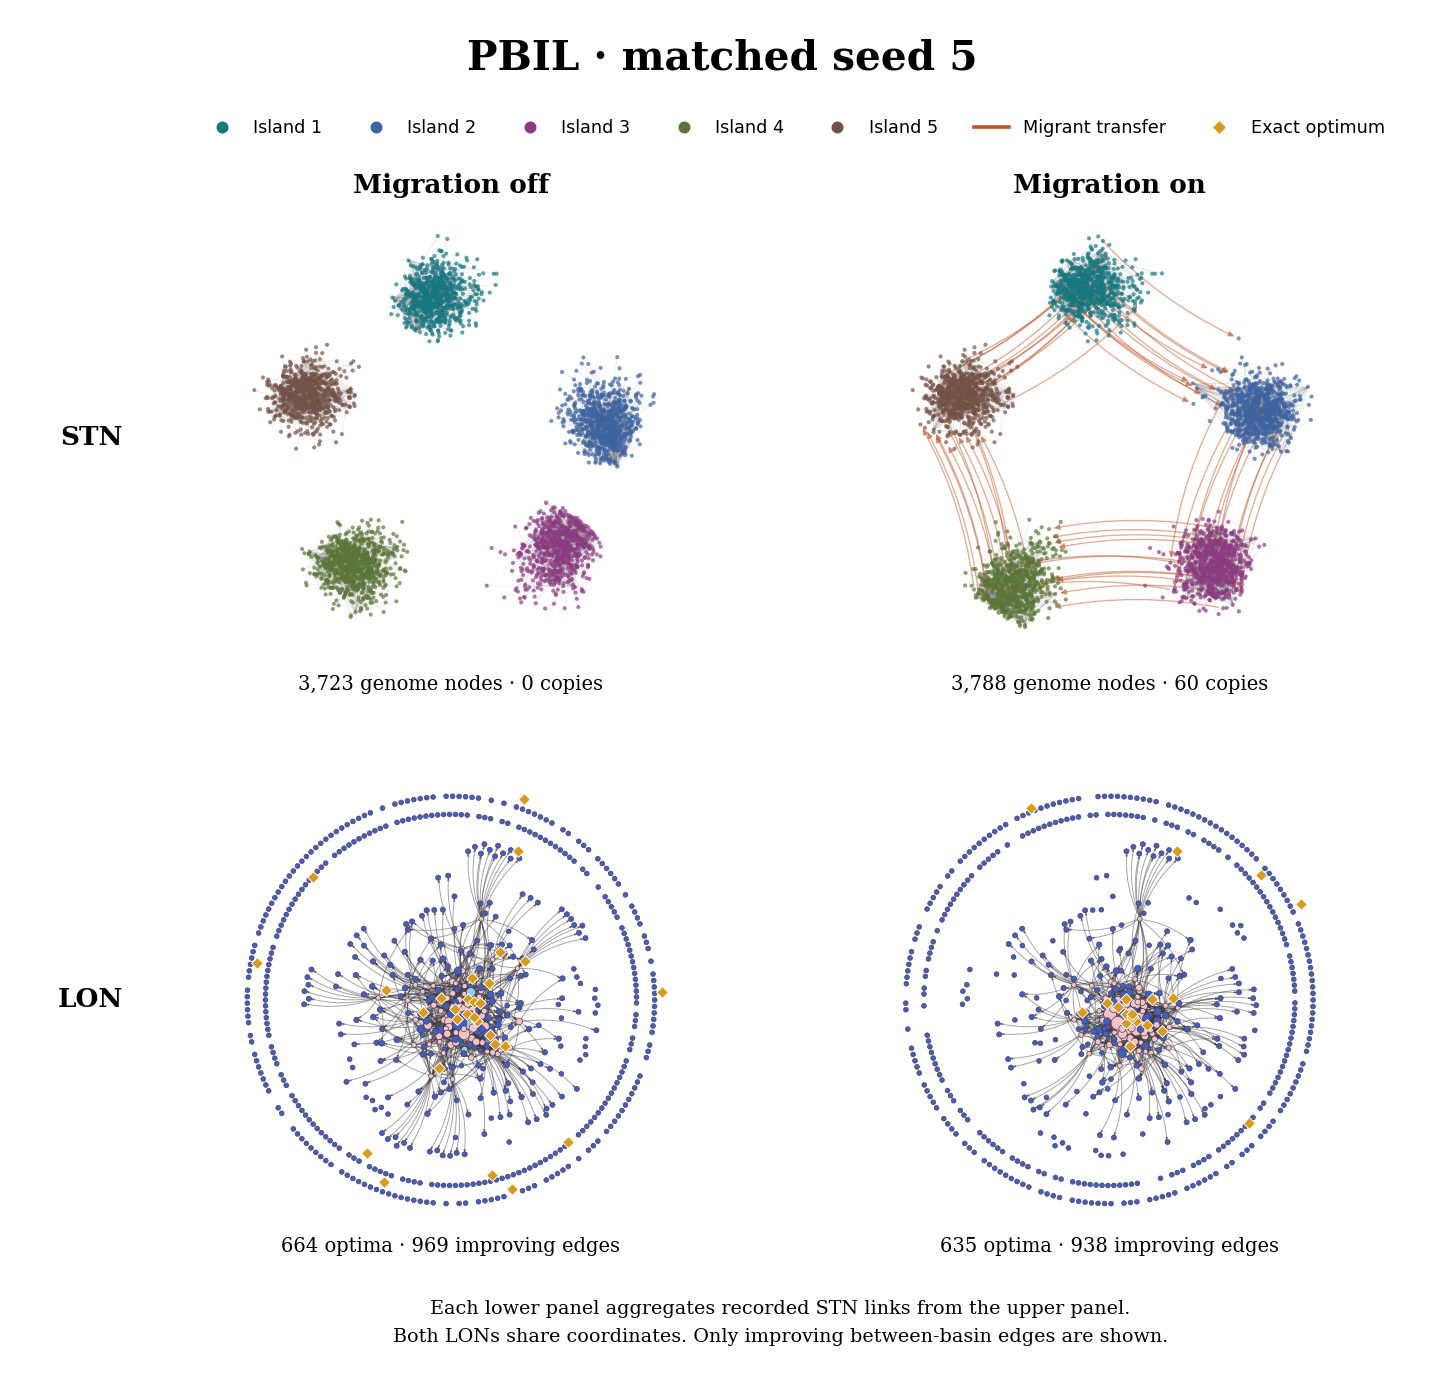 PBIL · matched seed 5
Island 1 Island 2 Island 3 Island 4 Island 5 Migrant transfer Exact optimum
Migration off Migration on
STN
3,723 genome nodes · 0 copies 3,788 genome nodes · 60 copies
LON
664 optima · 969 improving edges 635 optima · 938 improving edges
Each lower panel aggregates recorded STN links from the upper panel.
Both LONs share coordinates. Only improving between-basin edges are shown.